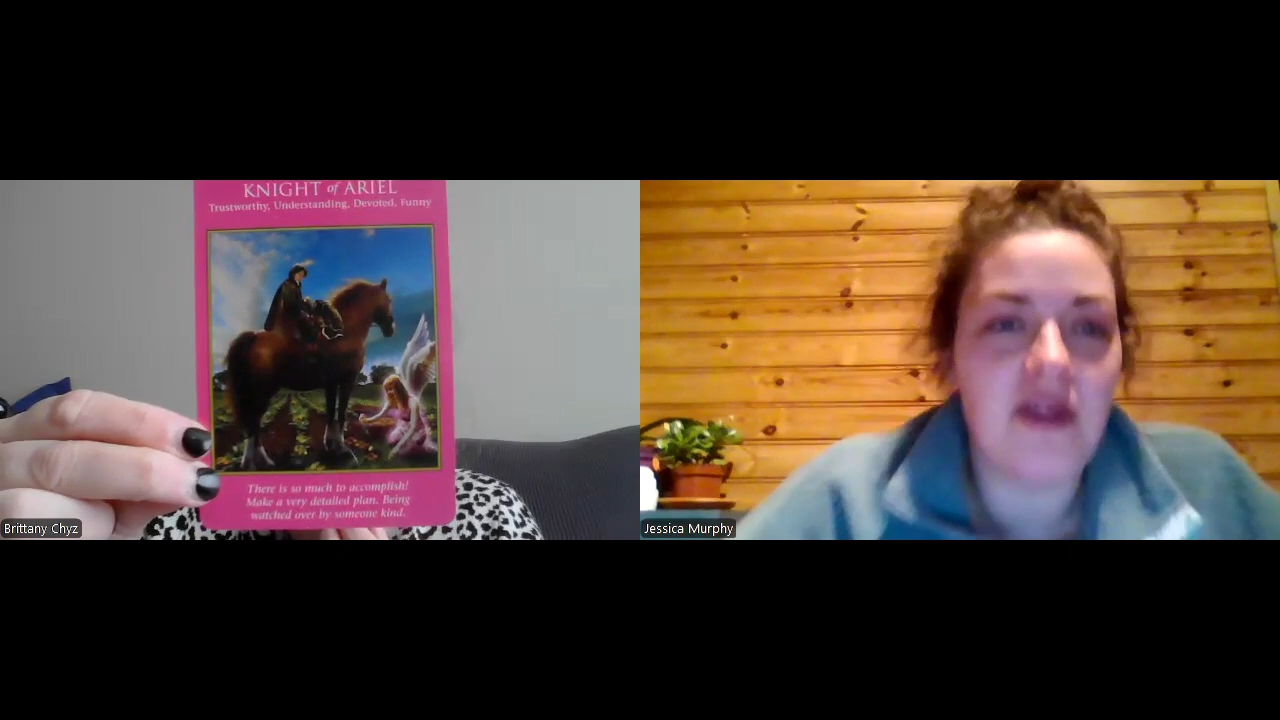 KNIGHT of ARIEL
Trustworthy, Understanding, Devoted, Funny
There is so much to accomplish!
Make a very detailed plan. Being
watched over by someone kind.
Brittany Chyz
Jessica Murphy